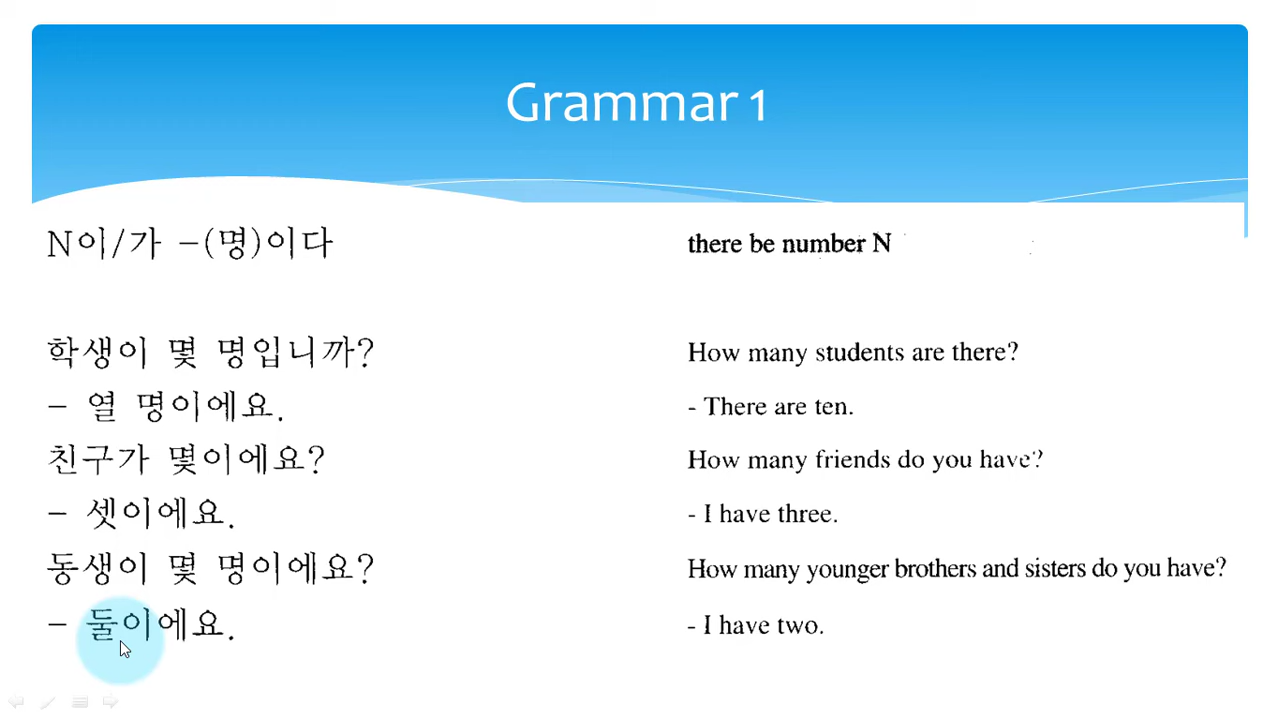 Grammar 1
N이/가 –(명)이다
there be number N
학생이 몇 명입니까?
How many students are there?
– 열 명이에요.
- There are ten.
친구가 몇이에요?
How many friends do you have?
– 셋이에요.
- I have three.
동생이 몇 명이에요?
How many younger brothers and sisters do you have?
– 둘이에요.
- I have two.